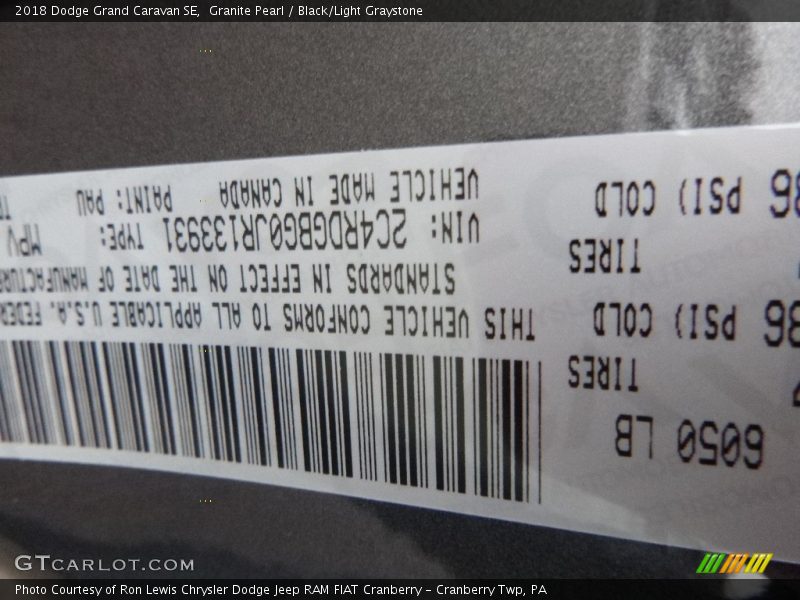 2018 Dodge Grand Caravan SE,  Granite Pearl / Black/Light Graystone
6050 LB
TIRES
PSI) COLD
TIRES
PSI) COLD
THIS VEHICLE CONFORMS TO ALL APPLICABLE U.S.A.
STANDARDS IN EFFECT ON THE DATE OF
VIN: 2C4RDGBG0JR133931 TYPE: MPV
VEHICLE MADE IN CANADA PAINT: PAU
GTCARLOT.COM
Photo Courtesy of Ron Lewis Chrysler Dodge Jeep RAM FIAT Cranberry – Cranberry Twp, PA